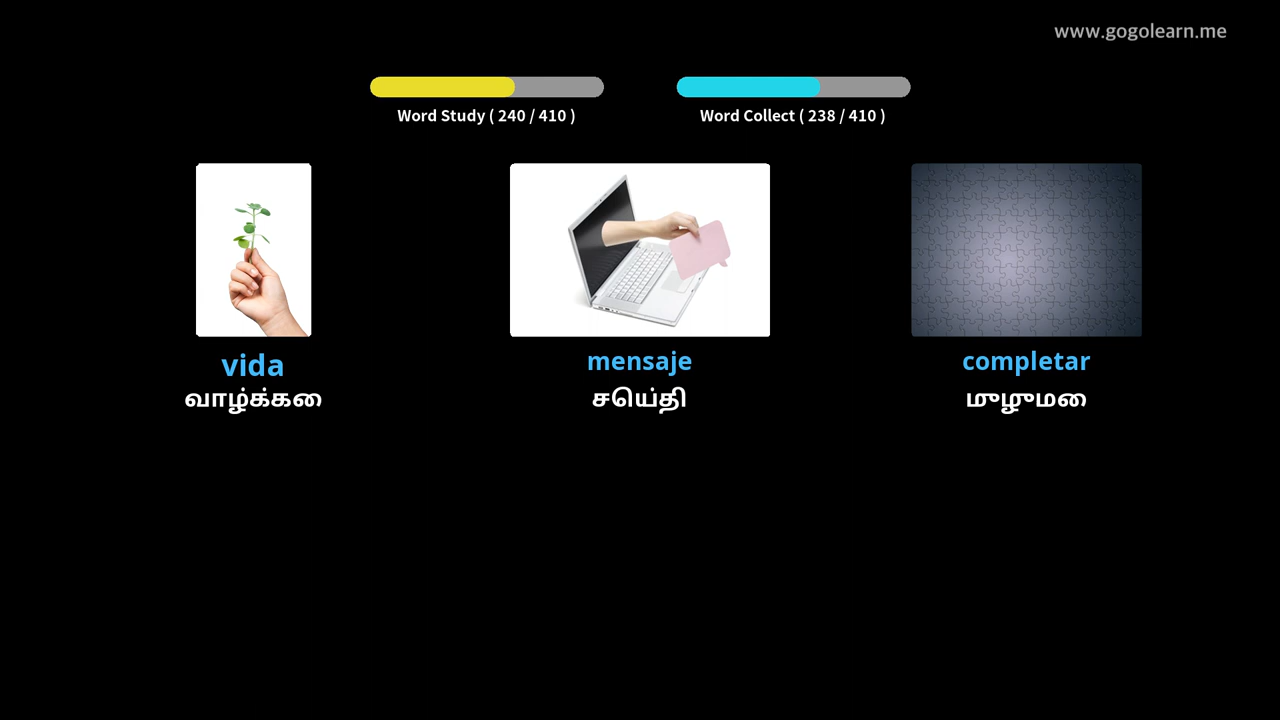 www.gogolearn.me
Word Study ( 240 / 410 )
Word Collect ( 238 / 410 )
vida
mensaje
completar
வாழ்க்கை
செய்தி
முழுமை